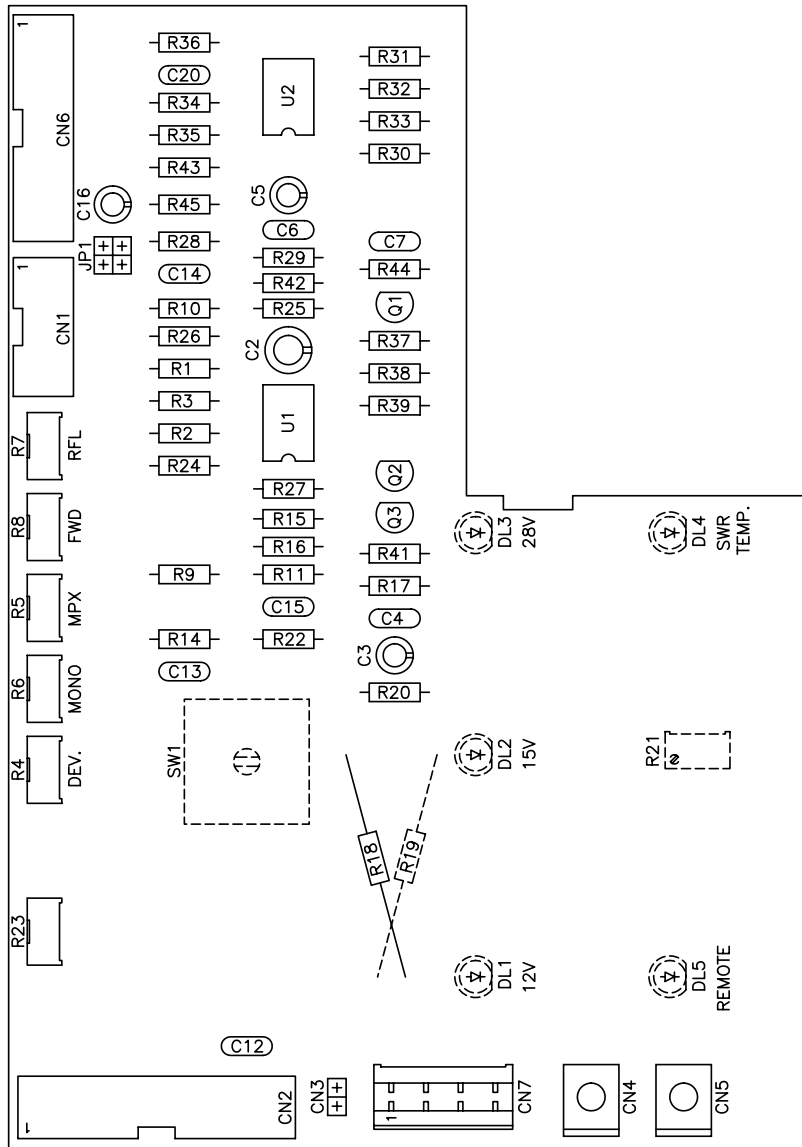 1
CN6
C16
JP1
1
CN1
R7
RFL
R8
FWD
R5
MPX
R6
MONO
R4
DEV.
R23
R36
C20
R34
R35
R43
R45
R28
C14
R10
R26
R1
R3
R2
R24
R9
R14
C13
SW1
U2
C5
C6
R29
R42
R25
C2
U1
R27
R15
R16
R11
C15
R22
R31
R32
R33
R30
C7
R44
Q1
R37
R38
R39
Q2
Q3
R41
R17
C4
C3
R20
R18
R19
DL3
28V
DL4
SWR
TEMP.
DL2
15V
R21
DL1
12V
DL5
REMOTE
C12
1
CN2
CN3
1
CN7
CN4
CN5